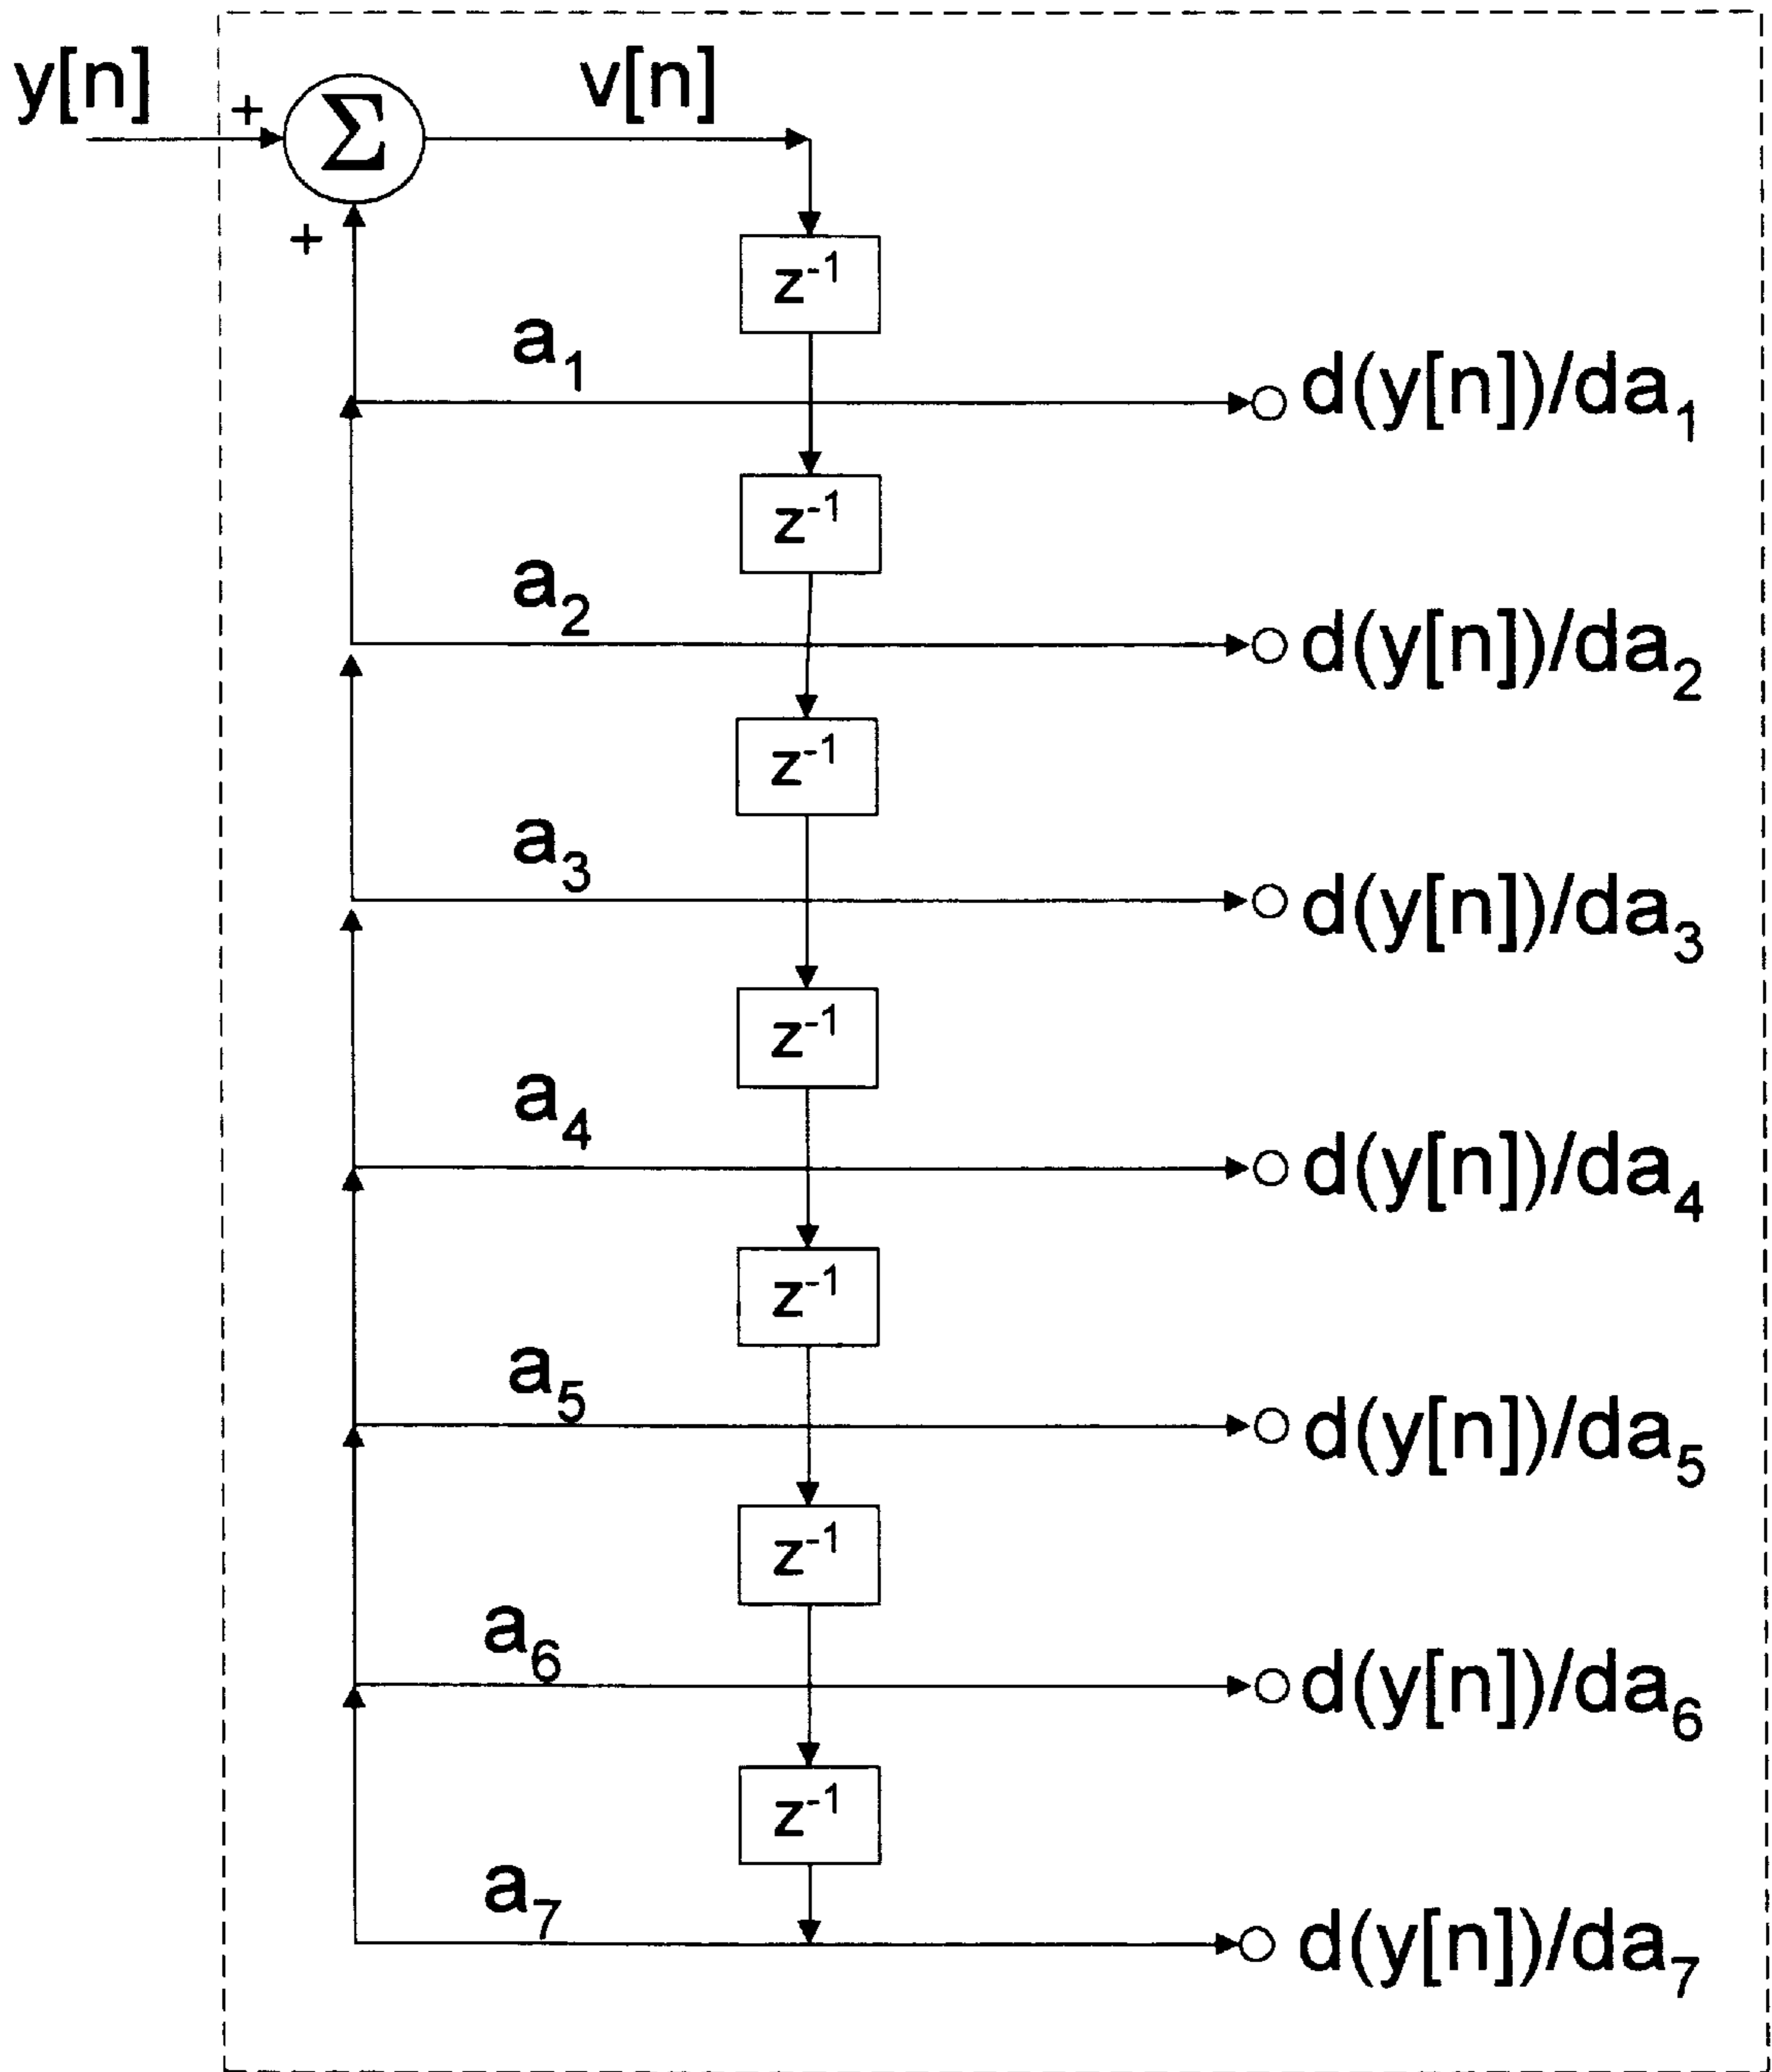 y[n]
+
Σ
v[n]
+
z⁻¹
a₁
d(y[n])/da₁
z⁻¹
a₂
d(y[n])/da₂
z⁻¹
a₃
d(y[n])/da₃
z⁻¹
a₄
d(y[n])/da₄
z⁻¹
a₅
d(y[n])/da₅
z⁻¹
a₆
d(y[n])/da₆
z⁻¹
a₇
d(y[n])/da₇